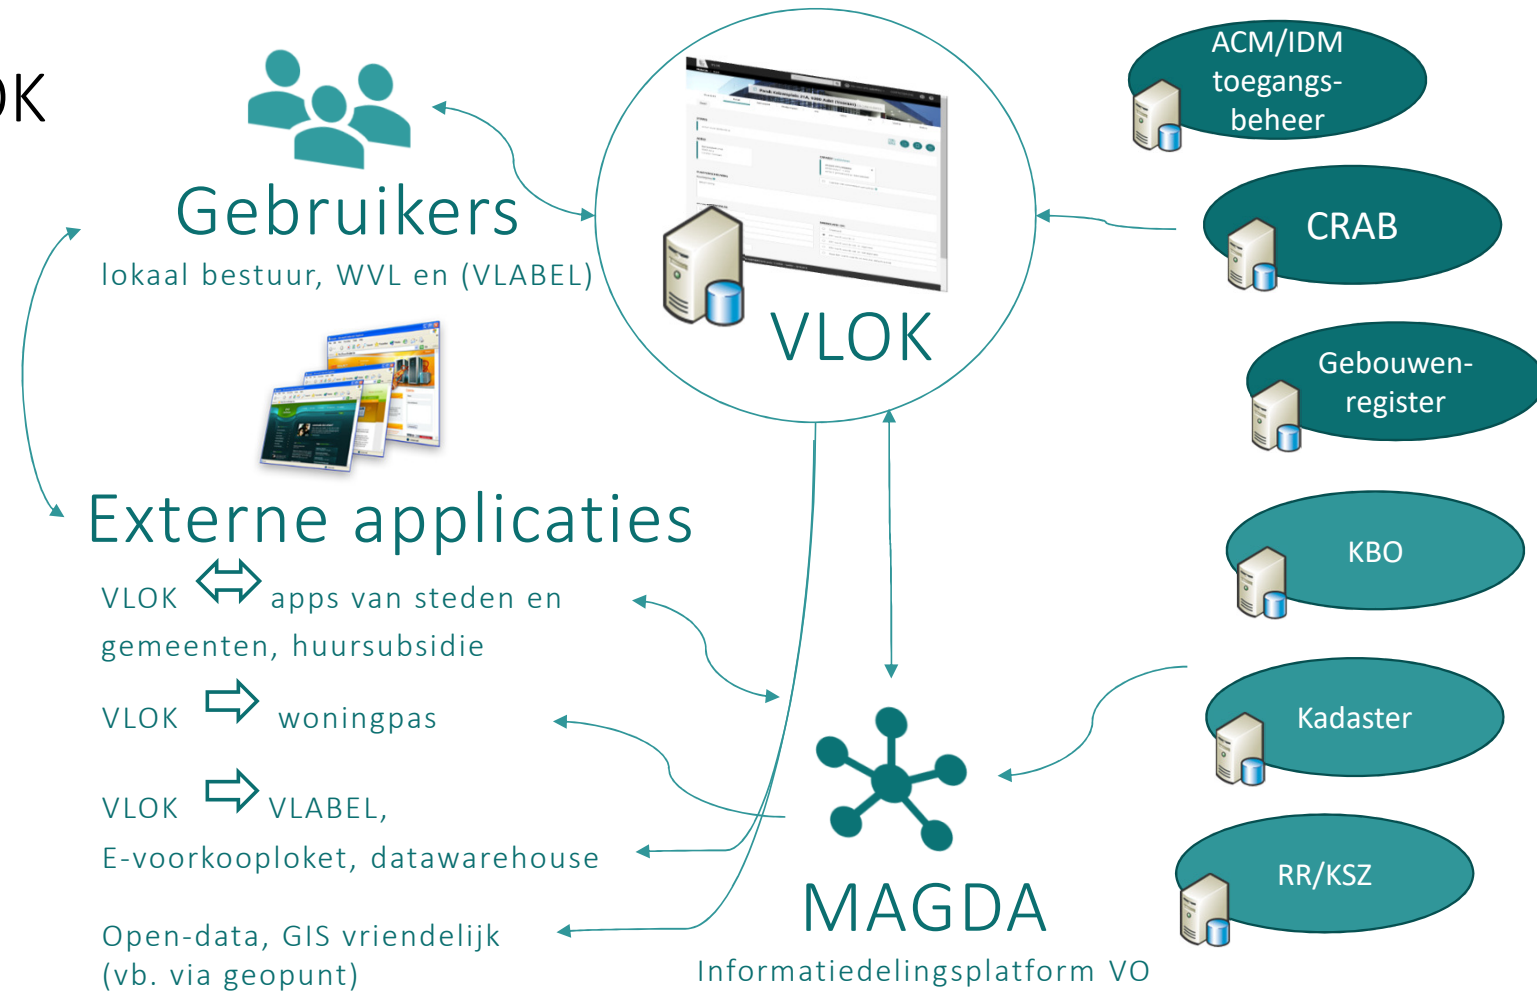 OK
Gebruikers
lokaal bestuur, WVL en (VLABEL)
VLOK
Externe applicaties
VLOK apps van steden en
gemeenten, huursubsidie
VLOK woningpas
VLOK VLABEL,
E-voorkooploket, datawarehouse
Open-data, GIS vriendelijk
(vb. via geopunt)
MAGDA
Informatiedelingsplatform VO
ACM/IDM
toegangs-
beheer
CRAB
Gebouwen-
register
KBO
Kadaster
RR/KSZ